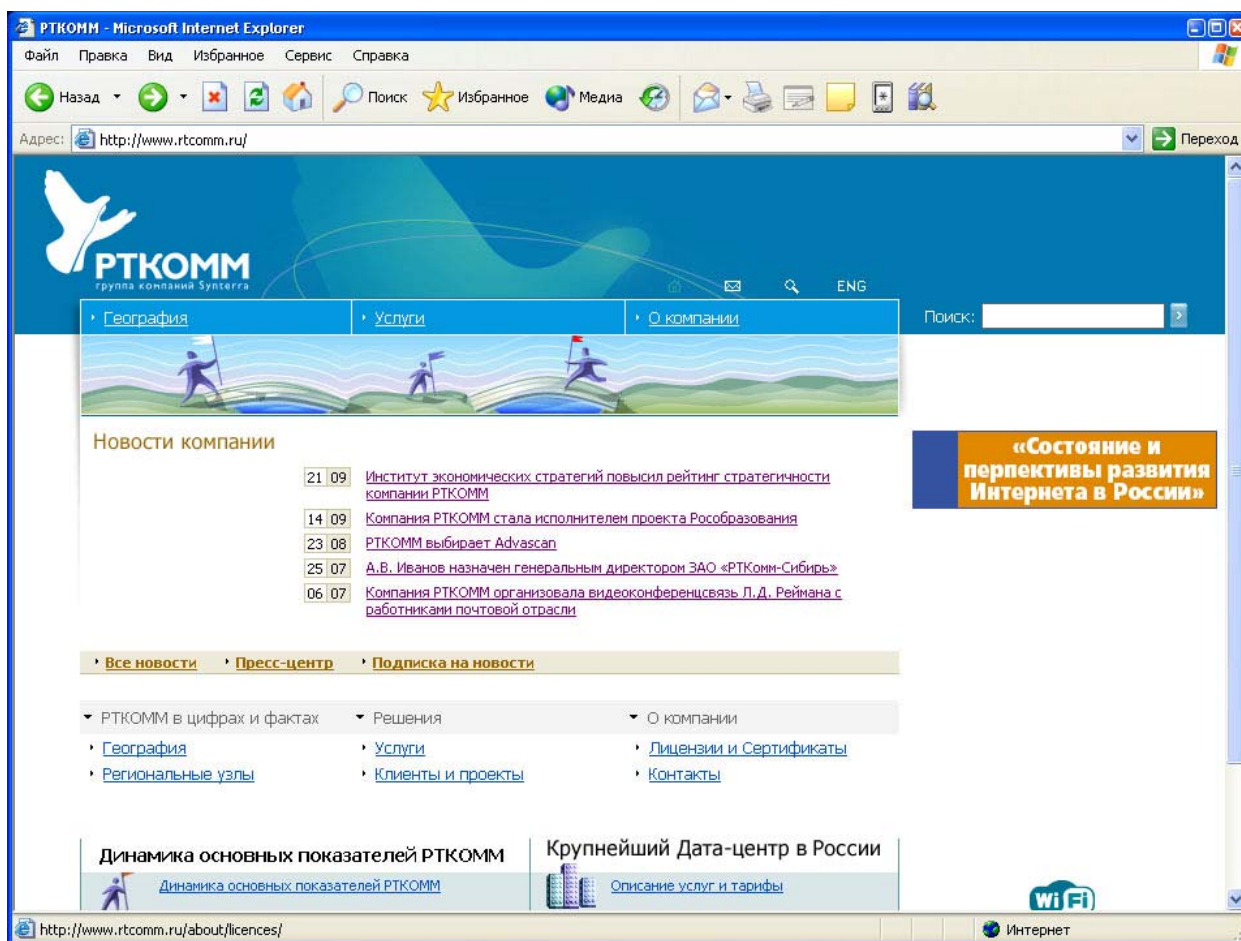 РТКОММ - Microsoft Internet Explorer
Файл Правка Вид Избранное Сервис Справка
Назад Поиск Избранное Медиа
Адрес: http://www.rtcomm.ru/ Переход
РТКОММ
группа компаний Synterra
ENG
География Услуги О компании Поиск:
Новости компании
21 09 Институт экономических стратегий повысил рейтинг стратегичности
компании РТКОММ
14 09 Компания РТКОММ стала исполнителем проекта Рособразования
23 08 РТКОММ выбирает Advascan
25 07 А.В. Иванов назначен генеральным директором ЗАО «РТКомм-Сибирь»
06 07 Компания РТКОММ организовала видеоконференцсвязь Л.Д. Реймана с
работниками почтовой отрасли
«Состояние и
перпективы развития
Интернета в России»
Все новости Пресс-центр Подписка на новости
РТКОММ в цифрах и фактах Решения О компании
География Услуги Лицензии и Сертификаты
Региональные узлы Клиенты и проекты Контакты
Динамика основных показателей РТКОММ Крупнейший Дата-центр в России
Динамика основных показателей РТКОММ Описание услуг и тарифы
Wi Fi
http://www.rtcomm.ru/about/licences/ Интернет